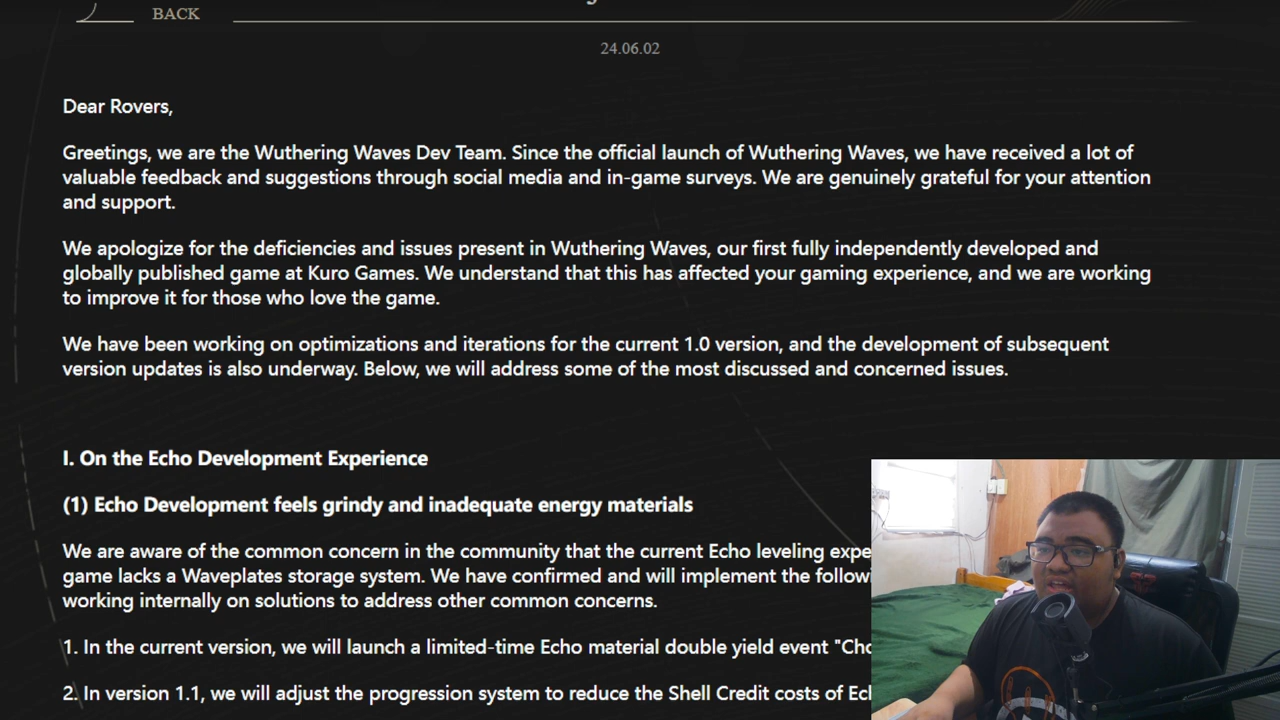 BACK
24.06.02
Dear Rovers,
Greetings, we are the Wuthering Waves Dev Team. Since the official launch of Wuthering Waves, we have received a lot of
valuable feedback and suggestions through social media and in-game surveys. We are genuinely grateful for your attention
and support.
We apologize for the deficiencies and issues present in Wuthering Waves, our first fully independently developed and
globally published game at Kuro Games. We understand that this has affected your gaming experience, and we are working
to improve it for those who love the game.
We have been working on optimizations and iterations for the current 1.0 version, and the development of subsequent
version updates is also underway. Below, we will address some of the most discussed and concerned issues.
I. On the Echo Development Experience
(1) Echo Development feels grindy and inadequate energy materials
We are aware of the common concern in the community that the current Echo leveling
game lacks a Waveplates storage system. We have confirmed and will implement the
working internally on solutions to address other common concerns.
1. In the current version, we will launch a limited-time Echo material double yield event
2. In version 1.1, we will adjust the progression system to reduce the Shell Credit costs of